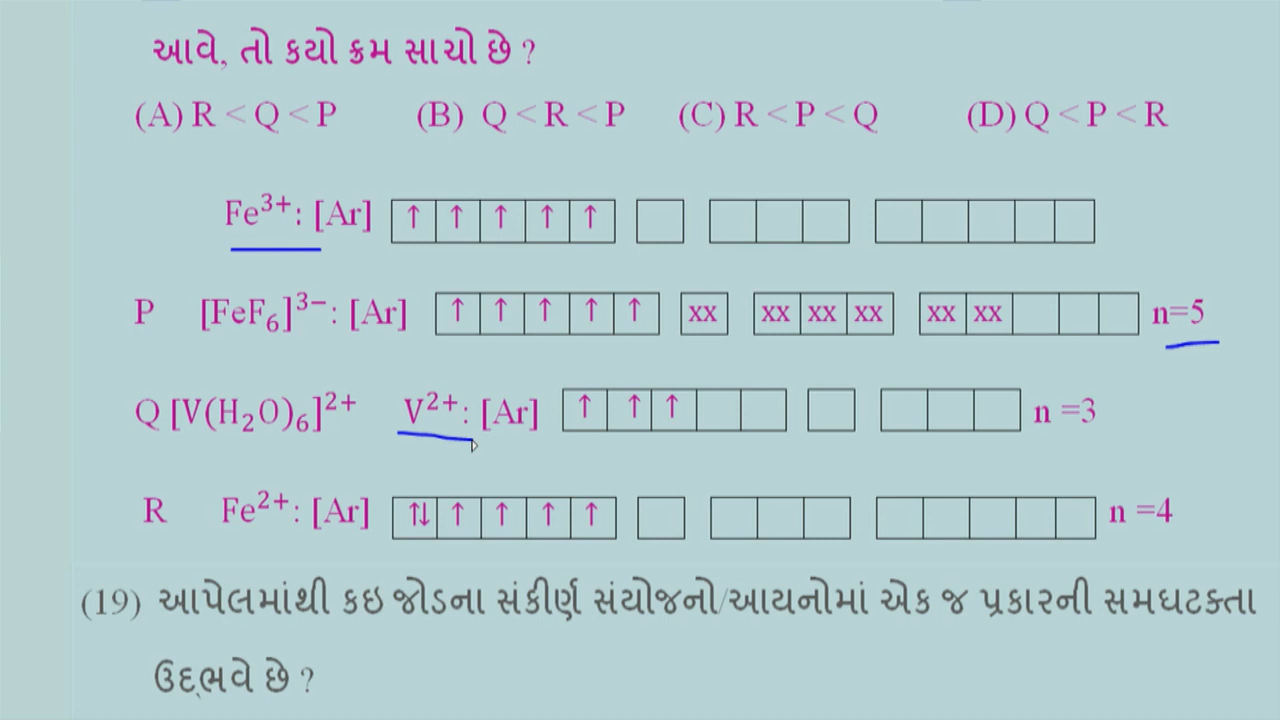 આવે, તો કયો ક્રમ સાચો છે ?
(A) R < Q < P (B) Q < R < P (C) R < P < Q (D) Q < P < R
Fe³⁺: [Ar] ↑ ↑ ↑ ↑ ↑
P [FeF₆]³⁻: [Ar] ↑ ↑ ↑ ↑ ↑ xx xx xx xx xx xx n=5
Q [V(H₂O)₆]²⁺ V²⁺: [Ar] ↑ ↑ ↑ n =3
R Fe²⁺: [Ar] ↑↓ ↑ ↑ ↑ ↑ n =4
(19) આપેલમાંથી કઇ જોડના સંકીર્ણ સંયોજનો/આયનોમાં એક જ પ્રકારની સમઘટક્તા
ઉદ્‌ભવે છે ?